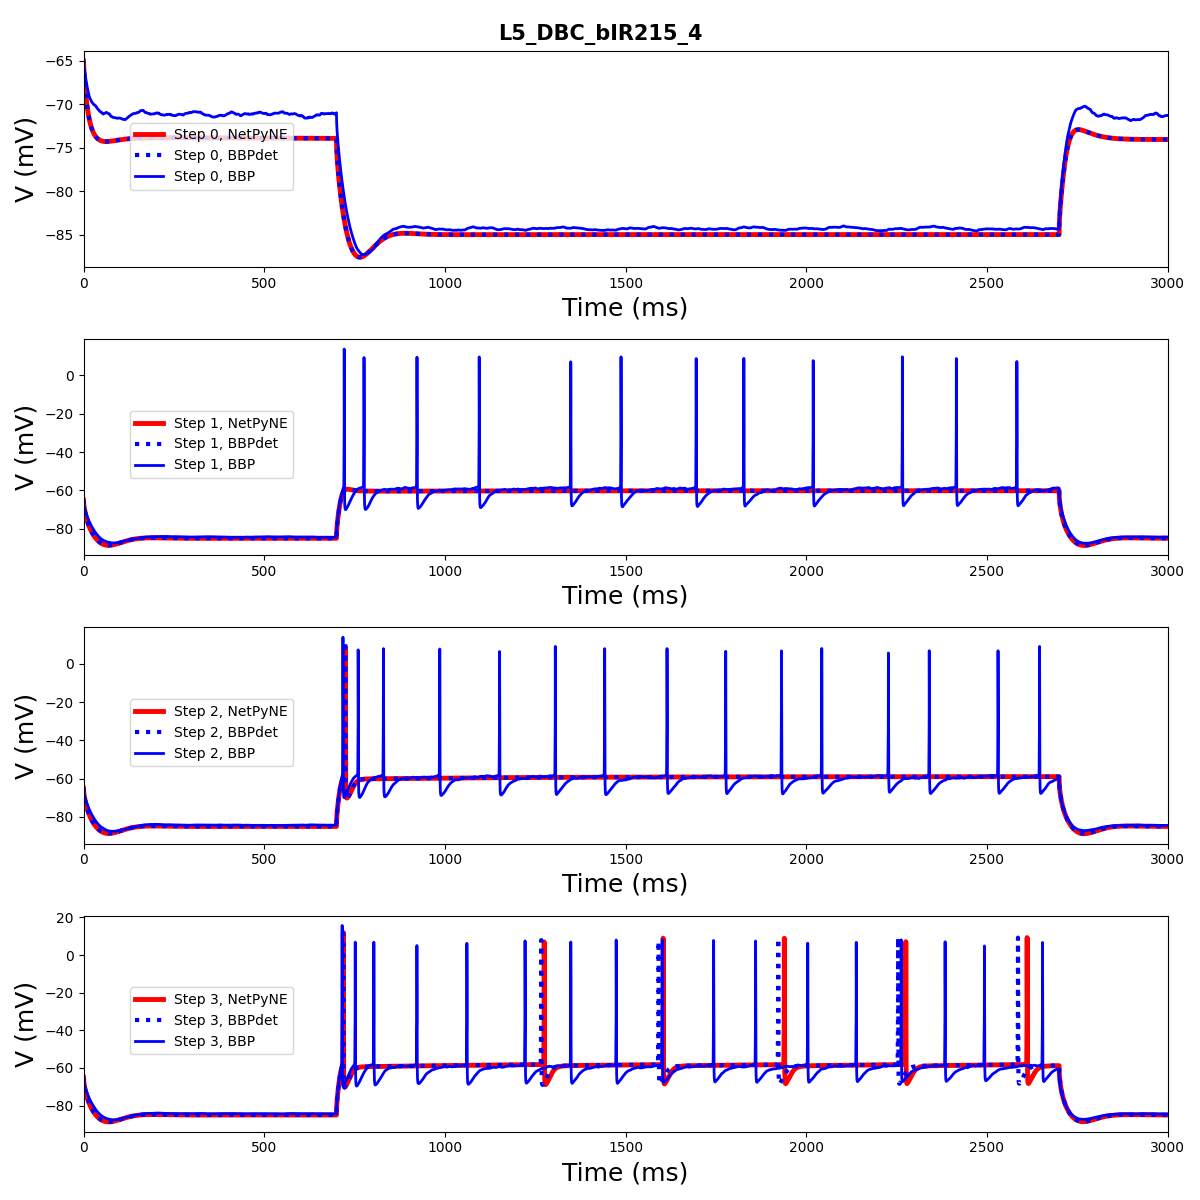 L5_DBC_bIR215_4
−65
−70
−75
−80
−85
V (mV)
Step 0, NetPyNE
Step 0, BBPdet
Step 0, BBP
0 500 1000 1500 2000 2500 3000
Time (ms)
0
−20
−40
−60
−80
V (mV)
Step 1, NetPyNE
Step 1, BBPdet
Step 1, BBP
0 500 1000 1500 2000 2500 3000
Time (ms)
0
−20
−40
−60
−80
V (mV)
Step 2, NetPyNE
Step 2, BBPdet
Step 2, BBP
0 500 1000 1500 2000 2500 3000
Time (ms)
20
0
−20
−40
−60
−80
V (mV)
Step 3, NetPyNE
Step 3, BBPdet
Step 3, BBP
0 500 1000 1500 2000 2500 3000
Time (ms)